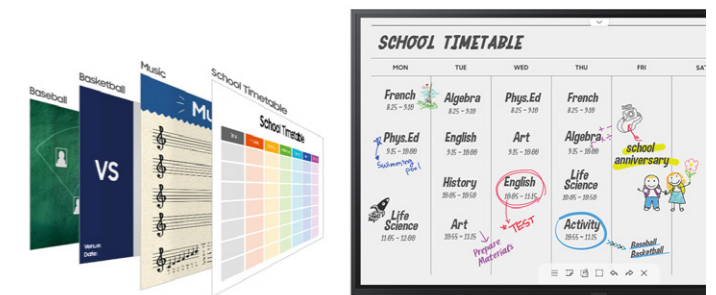 Baseball
Basketball
Music
School Timetable
VS
Venue:
Date:
Mu
School Timetable
SCHOOL TIMETABLE
MON TUE WED THU FRI SAT
French
8:25 - 9:10
Algebra
8:25 - 9:10
Phys.Ed
8:25 - 9:10
French
8:25 - 9:10
Phys.Ed
9:15 - 10:00
Swimming
pool
English
9:15 - 10:00
Art
9:15 - 10:00
Algebra
9:15 - 10:00
school
anniversary
History
10:05 - 10:50
English
10:05 - 11:15
Life
Science
10:05 - 10:50
Life
Science
11:05 - 12:00
* TEST
Art
10:55 - 11:15
Activity
10:55 - 11:15
Prepare
Materials
Baseball
Basketball